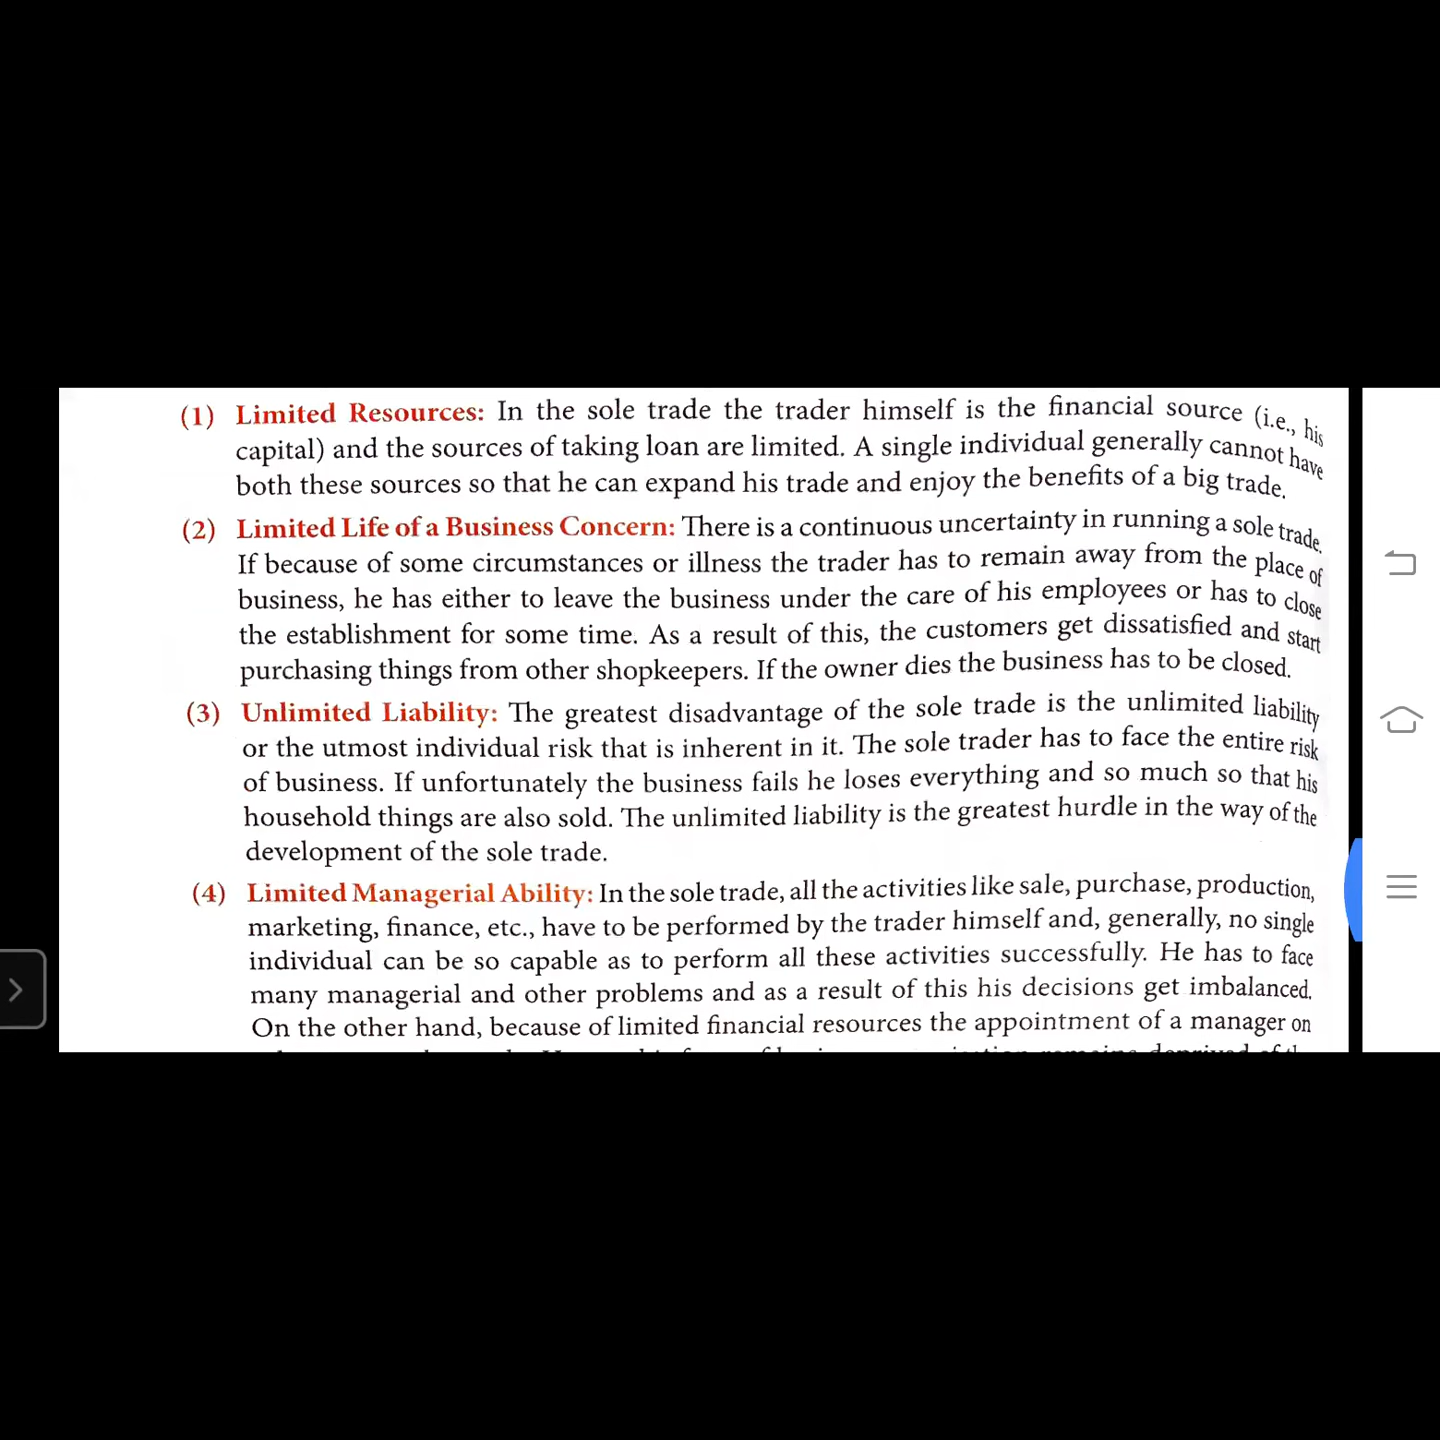 (1) Limited Resources: In the sole trade the trader himself is the financial source (i.e., his
capital) and the sources of taking loan are limited. A single individual generally cannot have
both these sources so that he can expand his trade and enjoy the benefits of a big trade.
(2) Limited Life of a Business Concern: There is a continuous uncertainty in running a sole trade.
If because of some circumstances or illness the trader has to remain away from the place of
business, he has either to leave the business under the care of his employees or has to close
the establishment for some time. As a result of this, the customers get dissatisfied and start
purchasing things from other shopkeepers. If the owner dies the business has to be closed.
(3) Unlimited Liability: The greatest disadvantage of the sole trade is the unlimited liability
or the utmost individual risk that is inherent in it. The sole trader has to face the entire risk
of business. If unfortunately the business fails he loses everything and so much so that his
household things are also sold. The unlimited liability is the greatest hurdle in the way of the
development of the sole trade.
(4) Limited Managerial Ability: In the sole trade, all the activities like sale, purchase, production,
marketing, finance, etc., have to be performed by the trader himself and, generally, no single
individual can be so capable as to perform all these activities successfully. He has to face
many managerial and other problems and as a result of this his decisions get imbalanced.
On the other hand, because of limited financial resources the appointment of a manager on